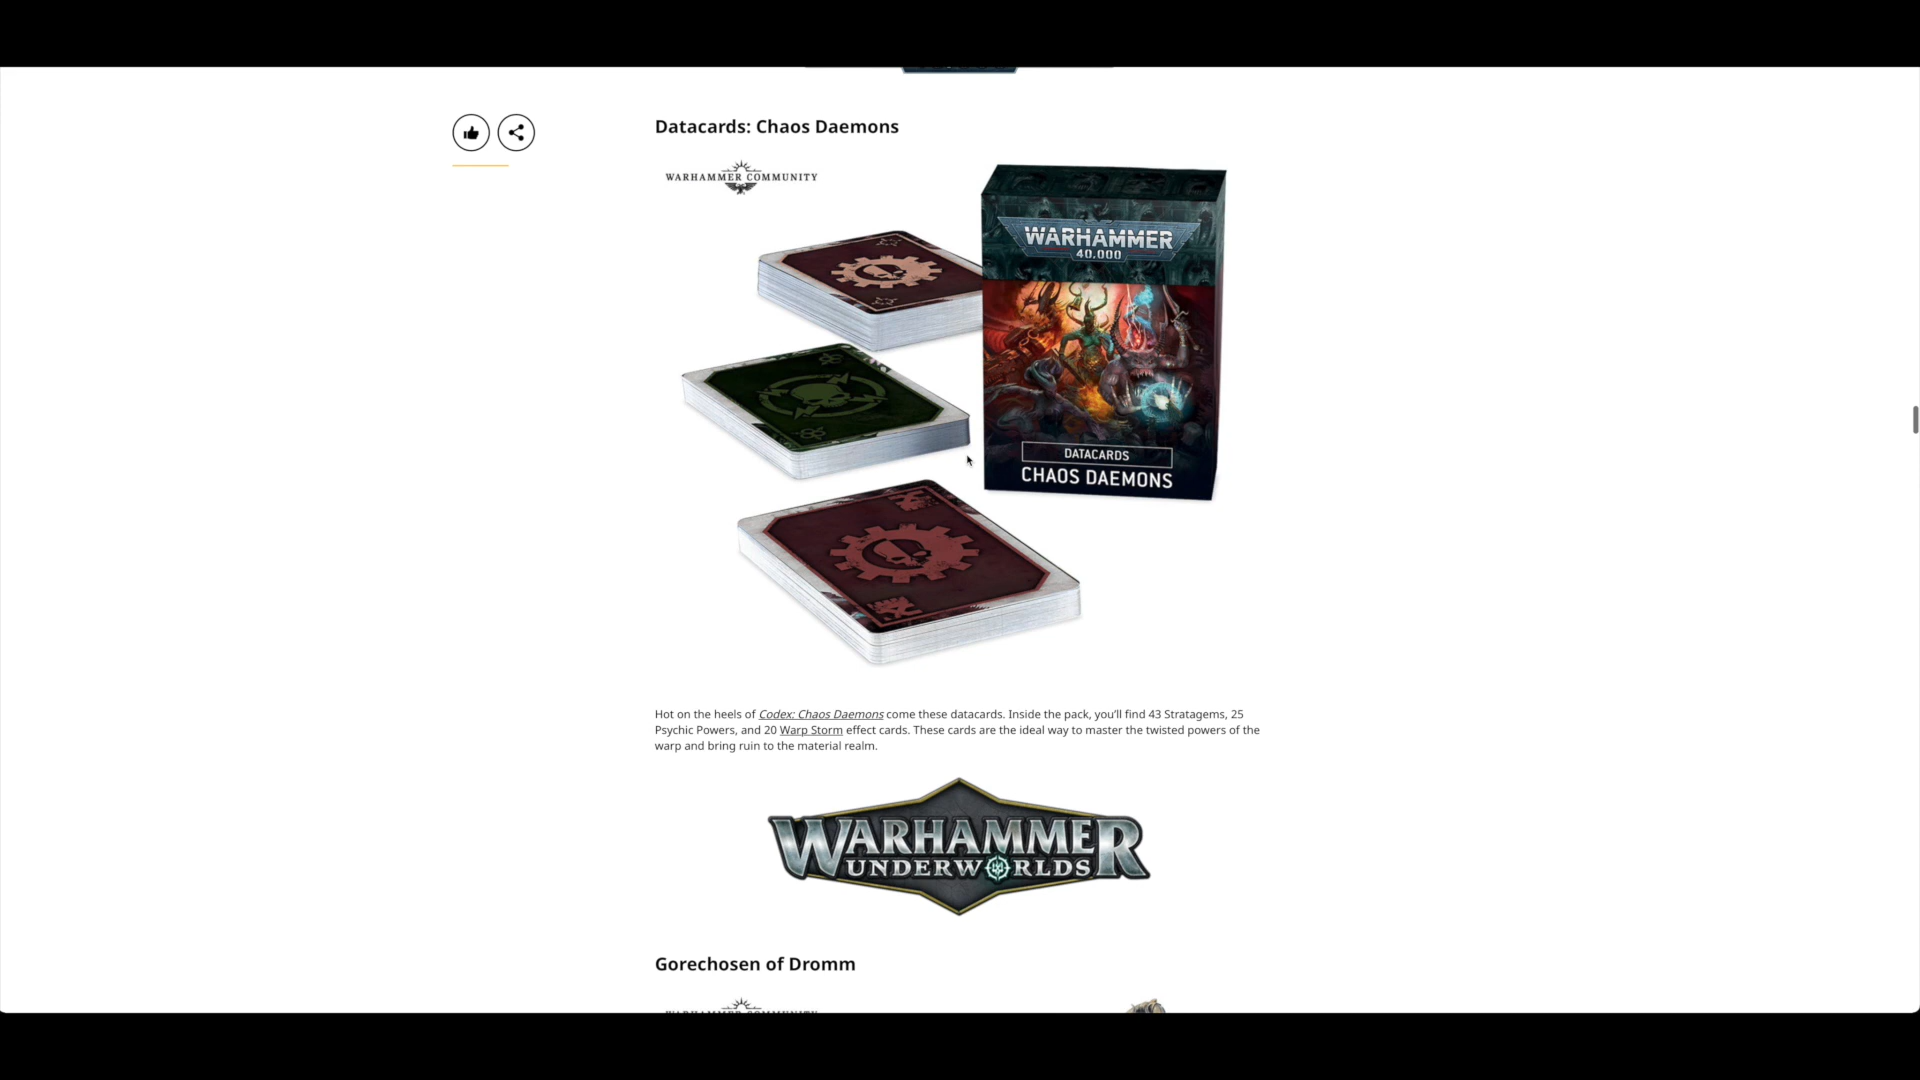 Datacards: Chaos Daemons
WARHAMMER COMMUNITY
WARHAMMER
40,000
DATACARDS
CHAOS DAEMONS
Hot on the heels of Codex: Chaos Daemons come these datacards. Inside the pack, you’ll find 43 Stratagems, 25
Psychic Powers, and 20 Warp Storm effect cards. These cards are the ideal way to master the twisted powers of the
warp and bring ruin to the material realm.
WARHAMMER
UNDERWORLDS
Gorechosen of Dromm
WARHAMMER COMMUNITY